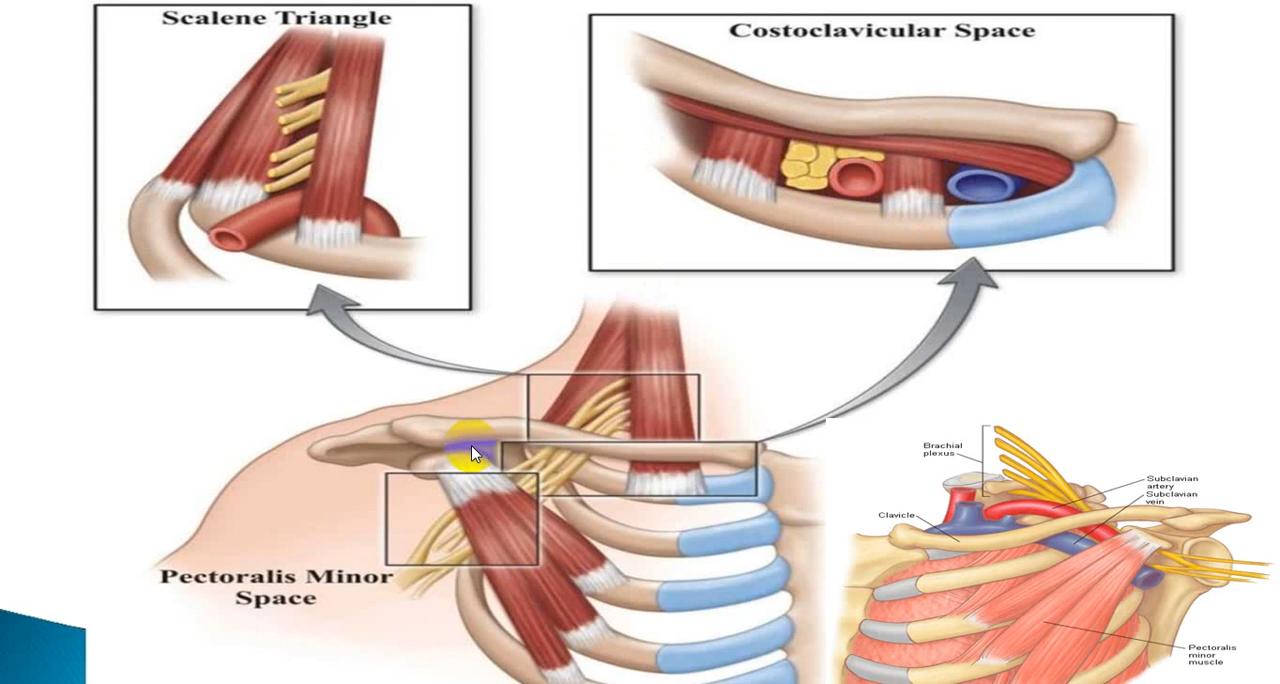 Scalene Triangle
Costoclavicular Space
Pectoralis Minor
Space
Brachial
plexus
Subclavian
artery
Subclavian
vein
Clavicle
Pectoralis
minor
muscle